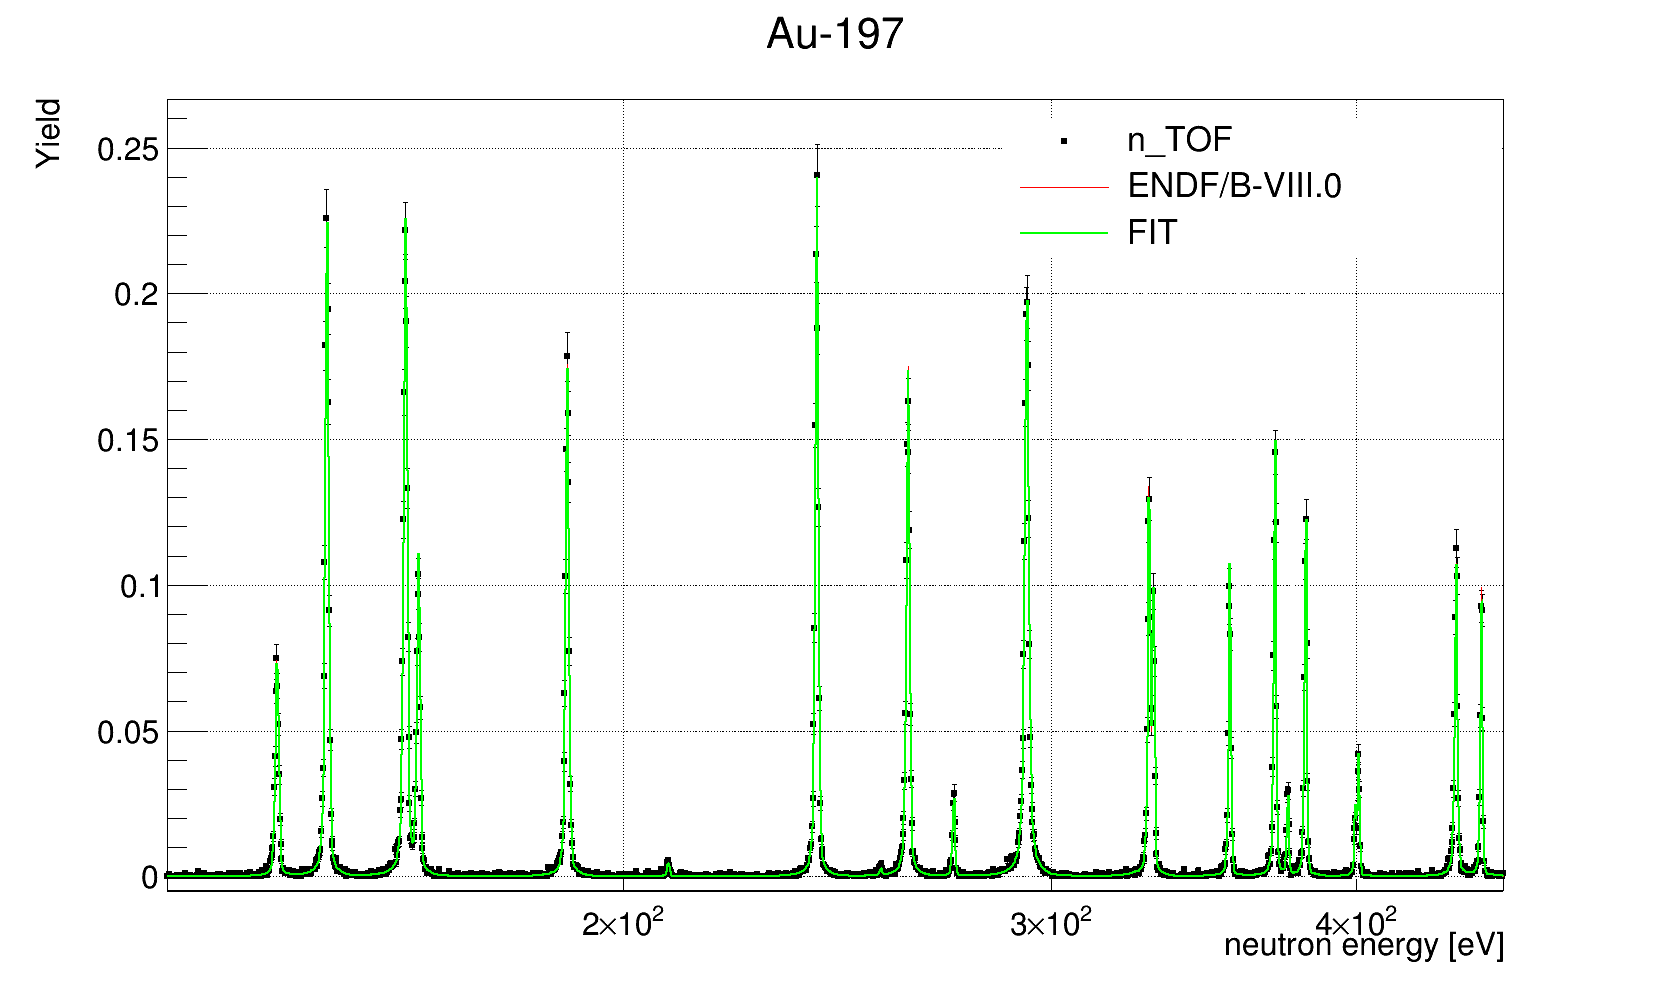 Au-197
Yield
n_TOF
ENDF/B-VIII.0
FIT
0.25
0.2
0.15
0.1
0.05
0
2×10²
3×10²
4×10²
neutron energy [eV]